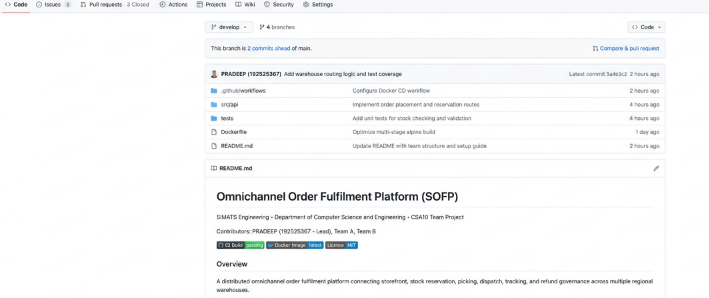 Code Issues 2 Pull requests 3 Closed Actions Projects Wiki Security Settings
develop 4 branches Code
This branch is 2 commits ahead of main. Compare & pull request
PRADEEP (192525367) Add warehouse routing logic and test coverage Latest commit 2 hours ago
.github/workflows Configure Docker CD workflow 2 hours ago
src/api Implement order placement and reservation routes 4 hours ago
tests Add unit tests for stock checking and validation 4 hours ago
Dockerfile Optimize multi-stage alpine build 1 day ago
README.md Update README with team structure and setup guide 2 hours ago
README.md
Omnichannel Order Fulfilment Platform (SOFP)
SIMATS Engineering • Department of Computer Science and Engineering • CSA10 Team Project
Contributors: PRADEEP (192525367 - Lead), Team A, Team B
CI Build passing Docker Image latest Licence MIT
Overview
A distributed omnichannel order fulfilment platform connecting storefront, stock reservation, picking, dispatch, tracking, and refund governance across multiple regional
warehouses.